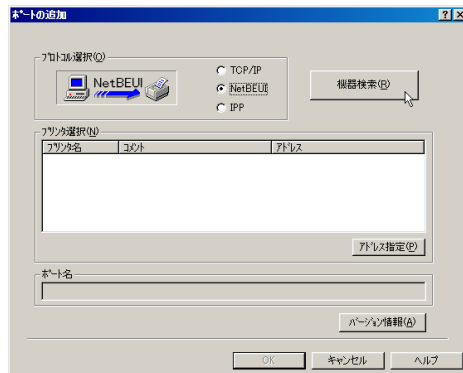 ﾎﾟｰﾄの追加
ﾌﾟﾛﾄｺﾙ選択(O)
NetBEUI
TCP/IP
NetBEUI
IPP
機器検索(R)
ﾌﾟﾘﾝﾀ選択(N)
ﾌﾟﾘﾝﾀ名 ｺﾒﾝﾄ ｱﾄﾞﾚｽ
ｱﾄﾞﾚｽ指定(P)
ﾎﾟｰﾄ名
ﾊﾞｰｼﾞｮﾝ情報(A)
OK ｷｬﾝｾﾙ ﾍﾙﾌﾟ